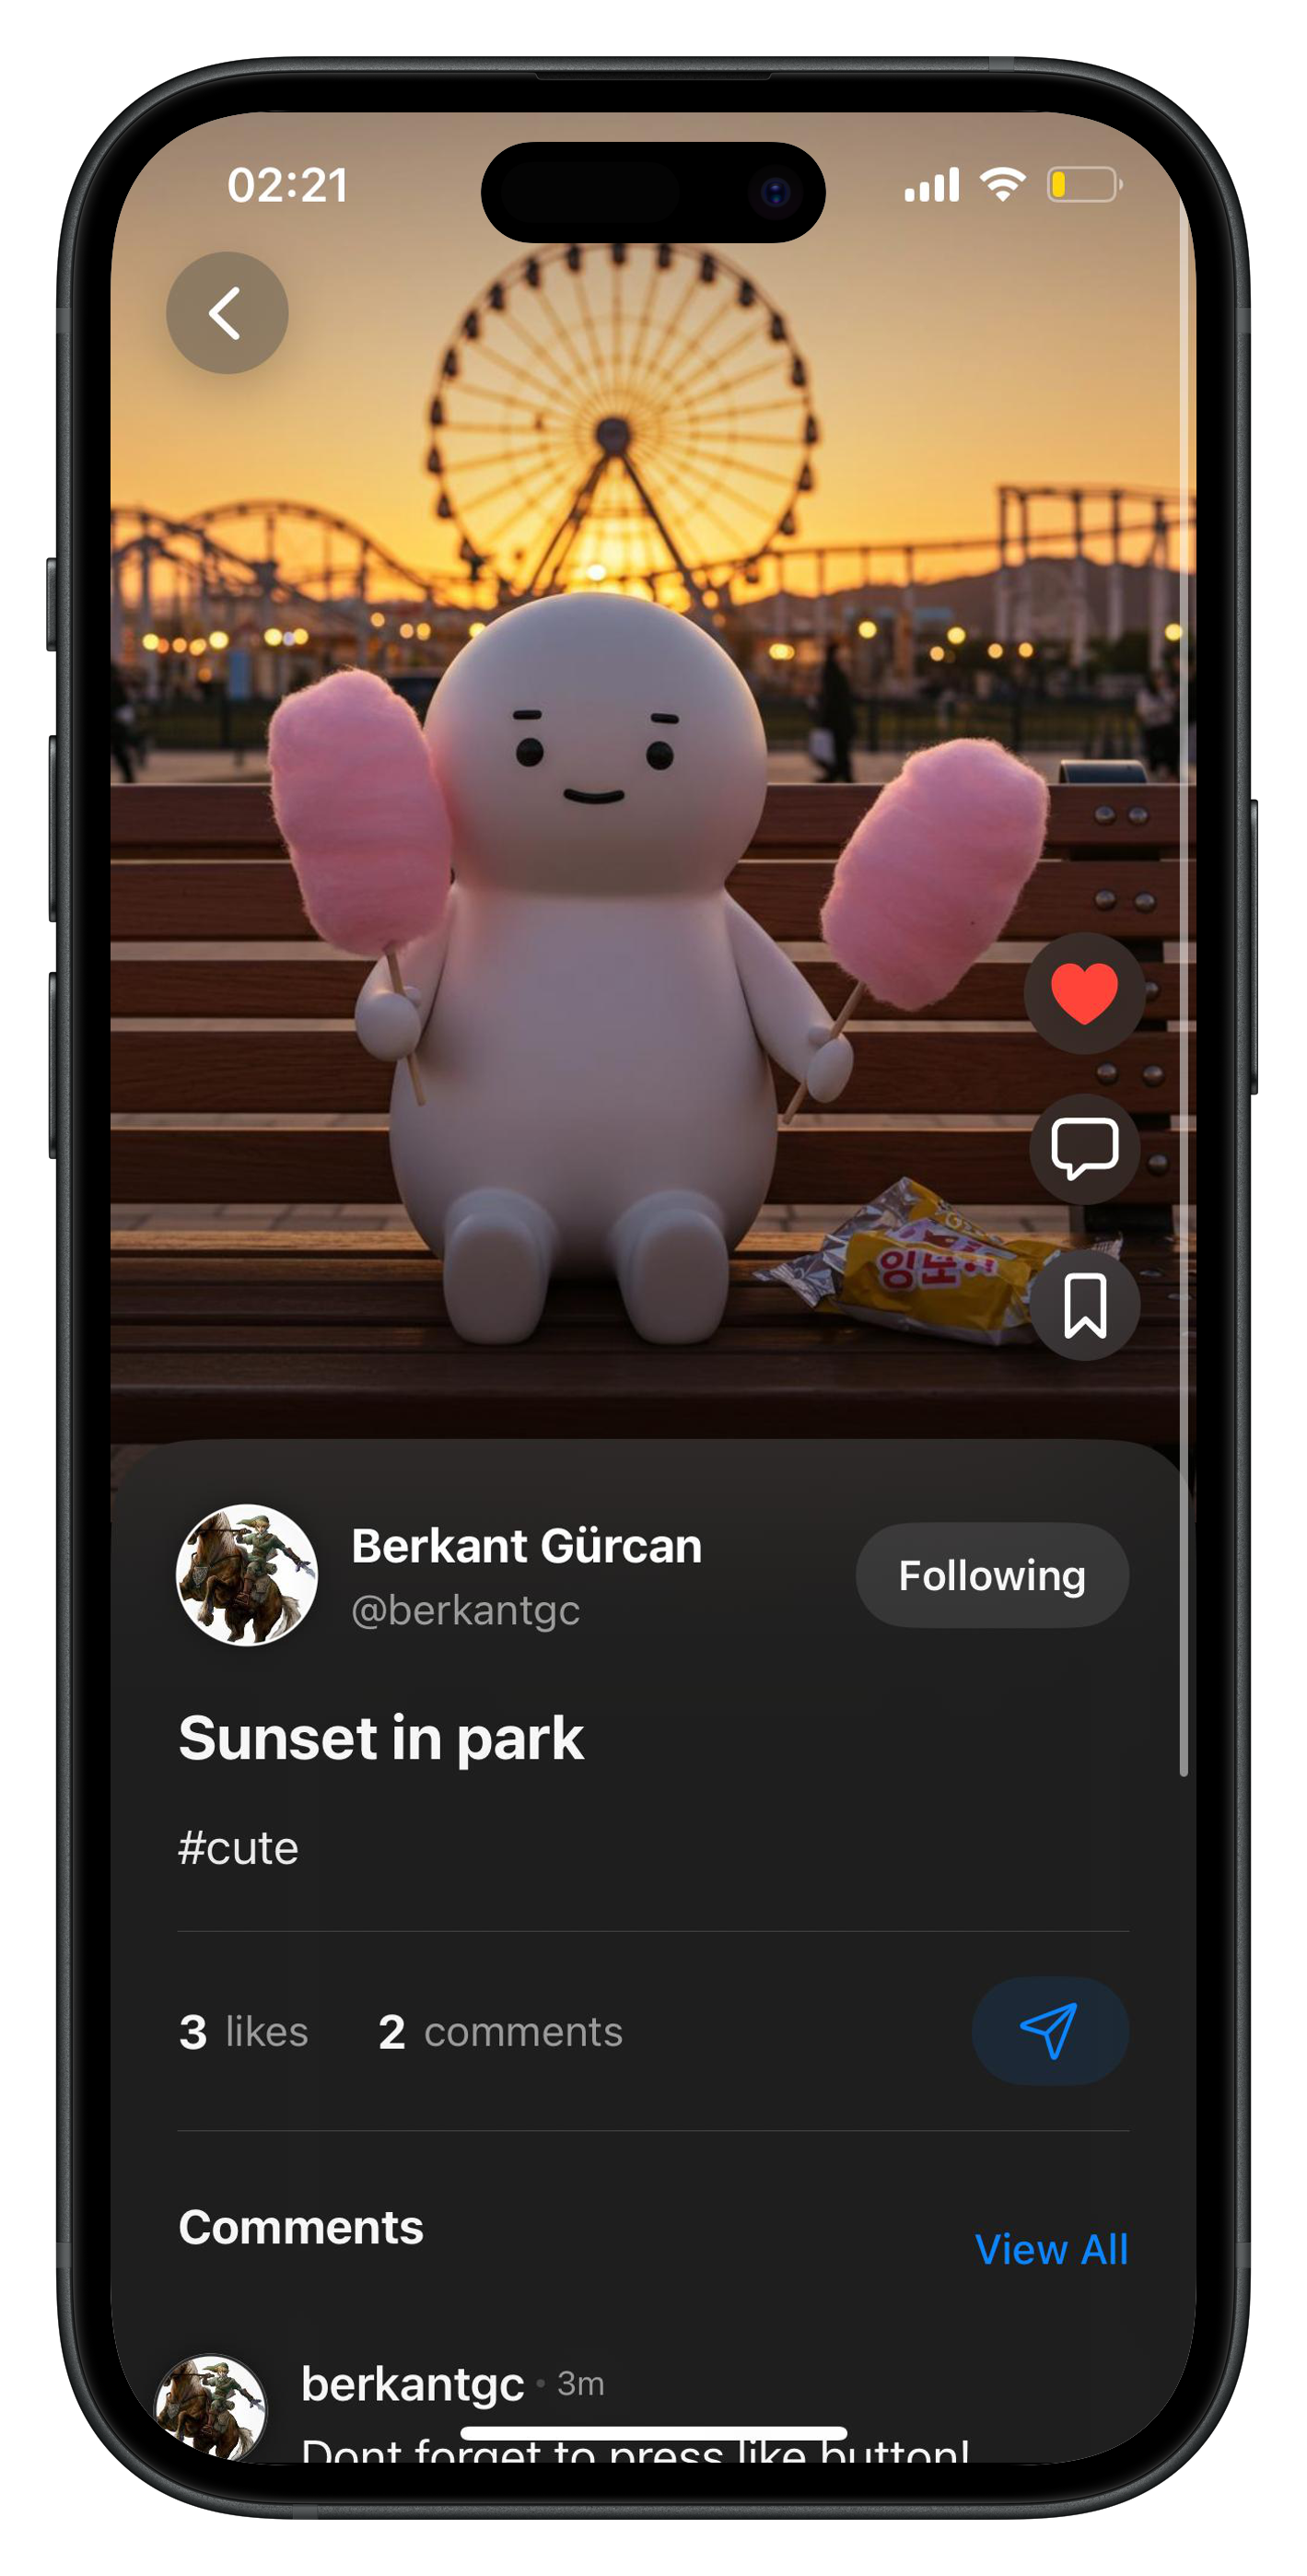 02:21
Berkant Gürcan
@berkantgc
Following
Sunset in park
#cute
3 likes 2 comments
Comments
View All
berkantgc • 3m
Dont forget to press like button!